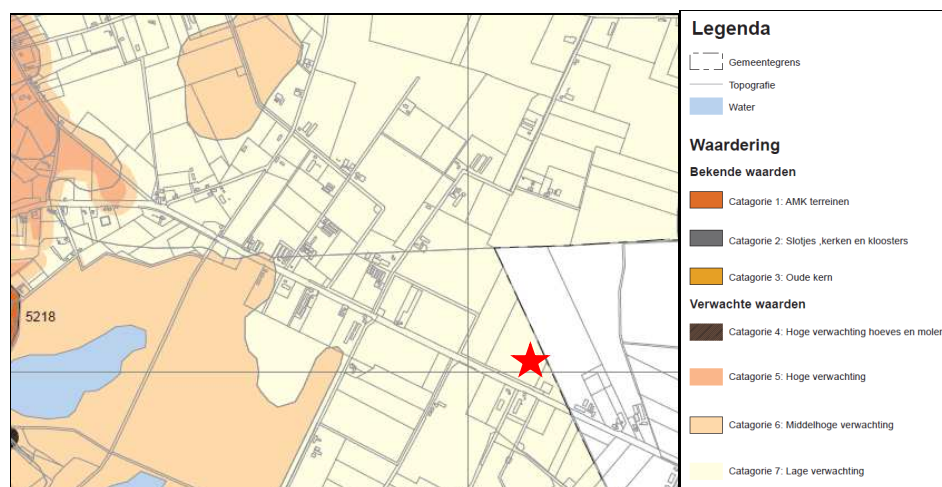 5218
Legenda
Gemeentegrens
Topografie
Water
Waardering
Bekende waarden
Catagorie 1: AMK terreinen
Catagorie 2: Slotjes ,kerken en kloosters
Catagorie 3: Oude kern
Verwachte waarden
Catagorie 4: Hoge verwachting hoeves en molen
Catagorie 5: Hoge verwachting
Catagorie 6: Middelhoge verwachting
Catagorie 7: Lage verwachting